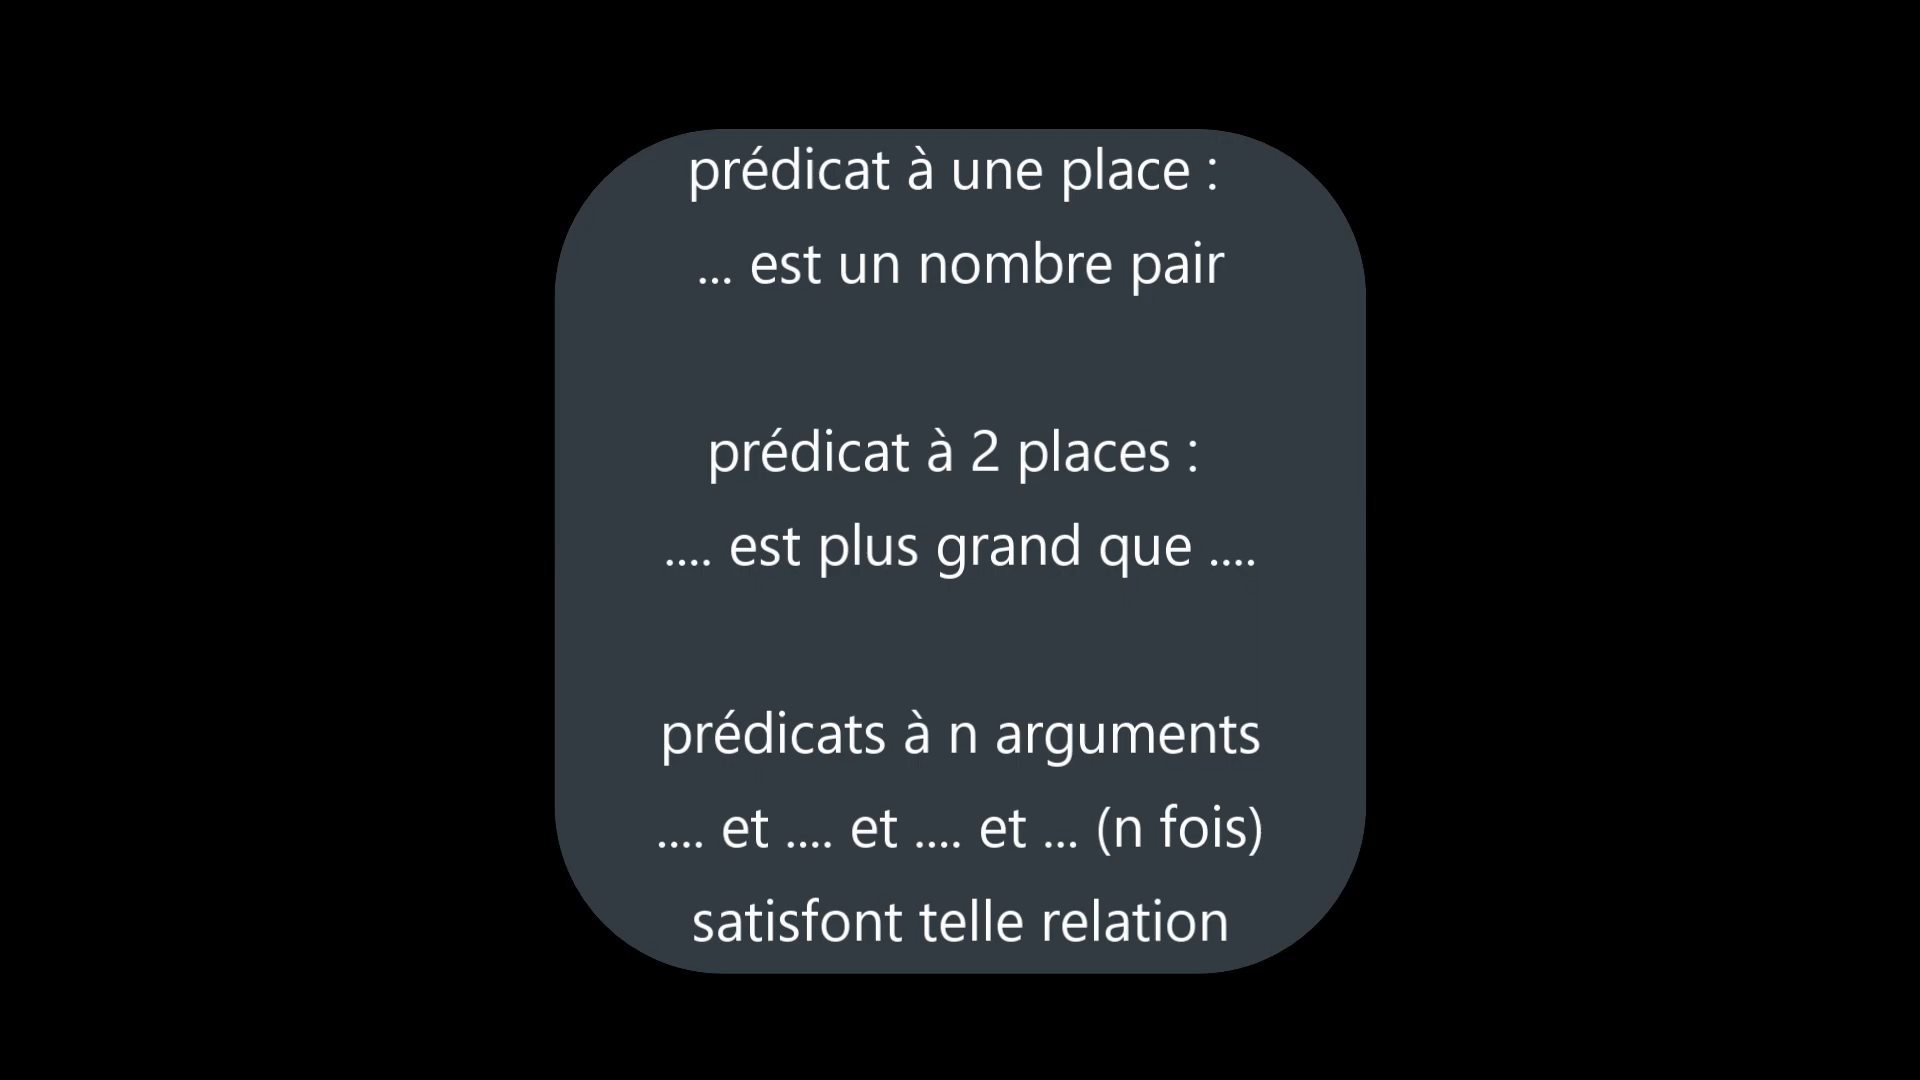 prédicat à une place :
... est un nombre pair
prédicat à 2 places :
.... est plus grand que ....
prédicats à n arguments
.... et .... et .... et ... (n fois)
satisfont telle relation